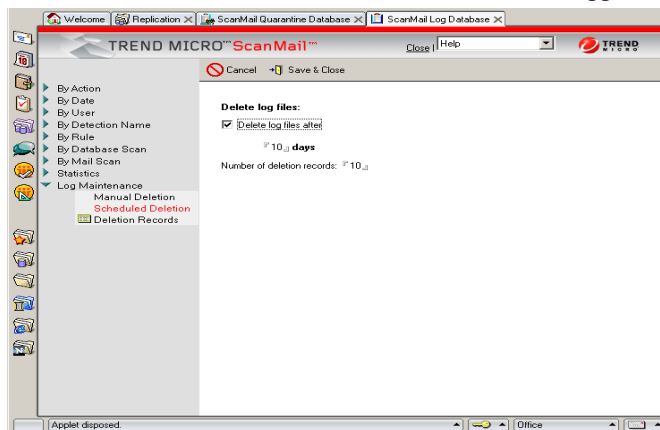 Welcome Replication ScanMail Quarantine Database ScanMail Log Database
TREND MICRO™ ScanMail™
Close | Help
TREND MICRO
Cancel Save & Close
By Action
By Date
By User
By Detection Name
By Rule
By Database Scan
By Mail Scan
Statistics
Log Maintenance
Manual Deletion
Scheduled Deletion
Deletion Records
Delete log files:
Delete log files after
10 days
Number of deletion records: 10
Applet disposed.
Office